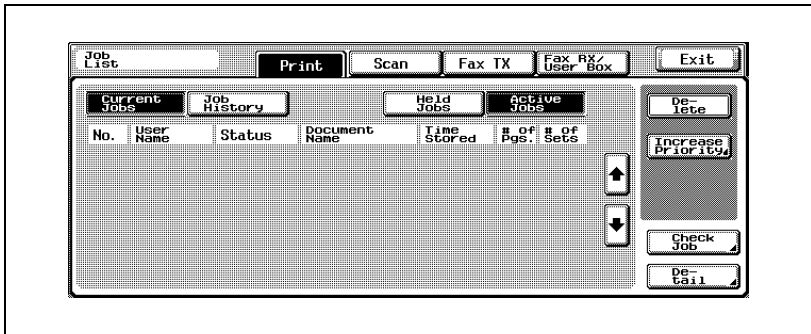 Job
List
Print
Scan
Fax TX
Fax RX/
User Box
Exit
Current
Jobs
Job
History
Held
Jobs
Active
Jobs
De-
lete
No.
User
Name
Status
Document
Name
Time
Stored
# of
Pgs.
# of
Sets
Increase
Priority
Check
Job
De-
tail